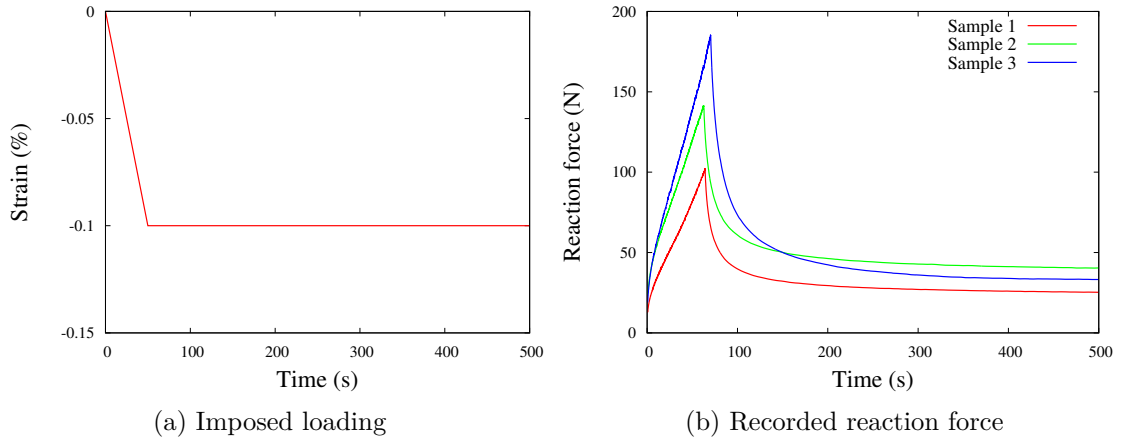 0
-0.05
-0.1
-0.15
0 100 200 300 400 500
Strain (%)
Time (s)
(a) Imposed loading
200
150
100
50
0
0 100 200 300 400 500
Reaction force (N)
Time (s)
Sample 1
Sample 2
Sample 3
(b) Recorded reaction force